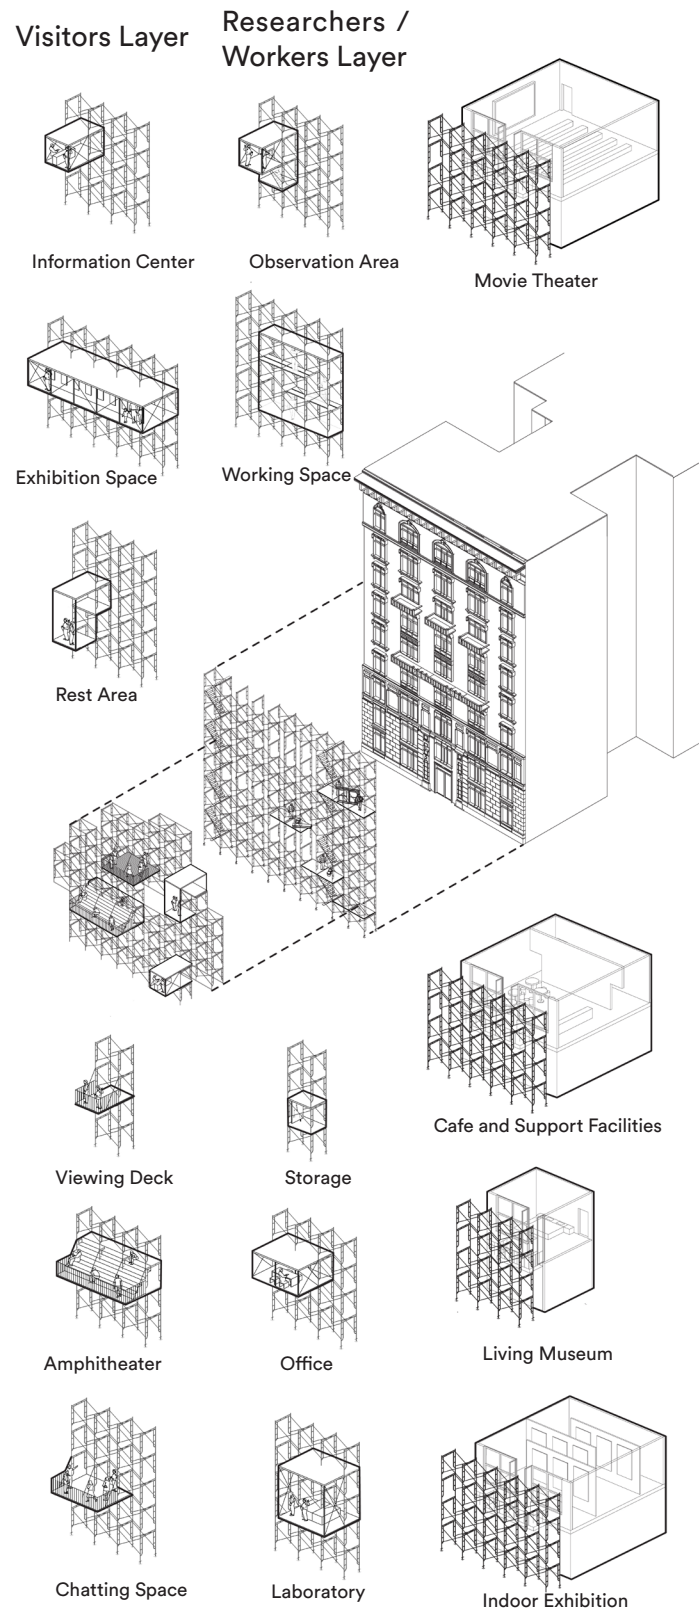 Visitors Layer
Researchers /
Workers Layer
Information Center
Observation Area
Movie Theater
Exhibition Space
Working Space
Rest Area
Cafe and Support Facilities
Viewing Deck
Storage
Amphitheater
Office
Living Museum
Chatting Space
Laboratory
Indoor Exhibition